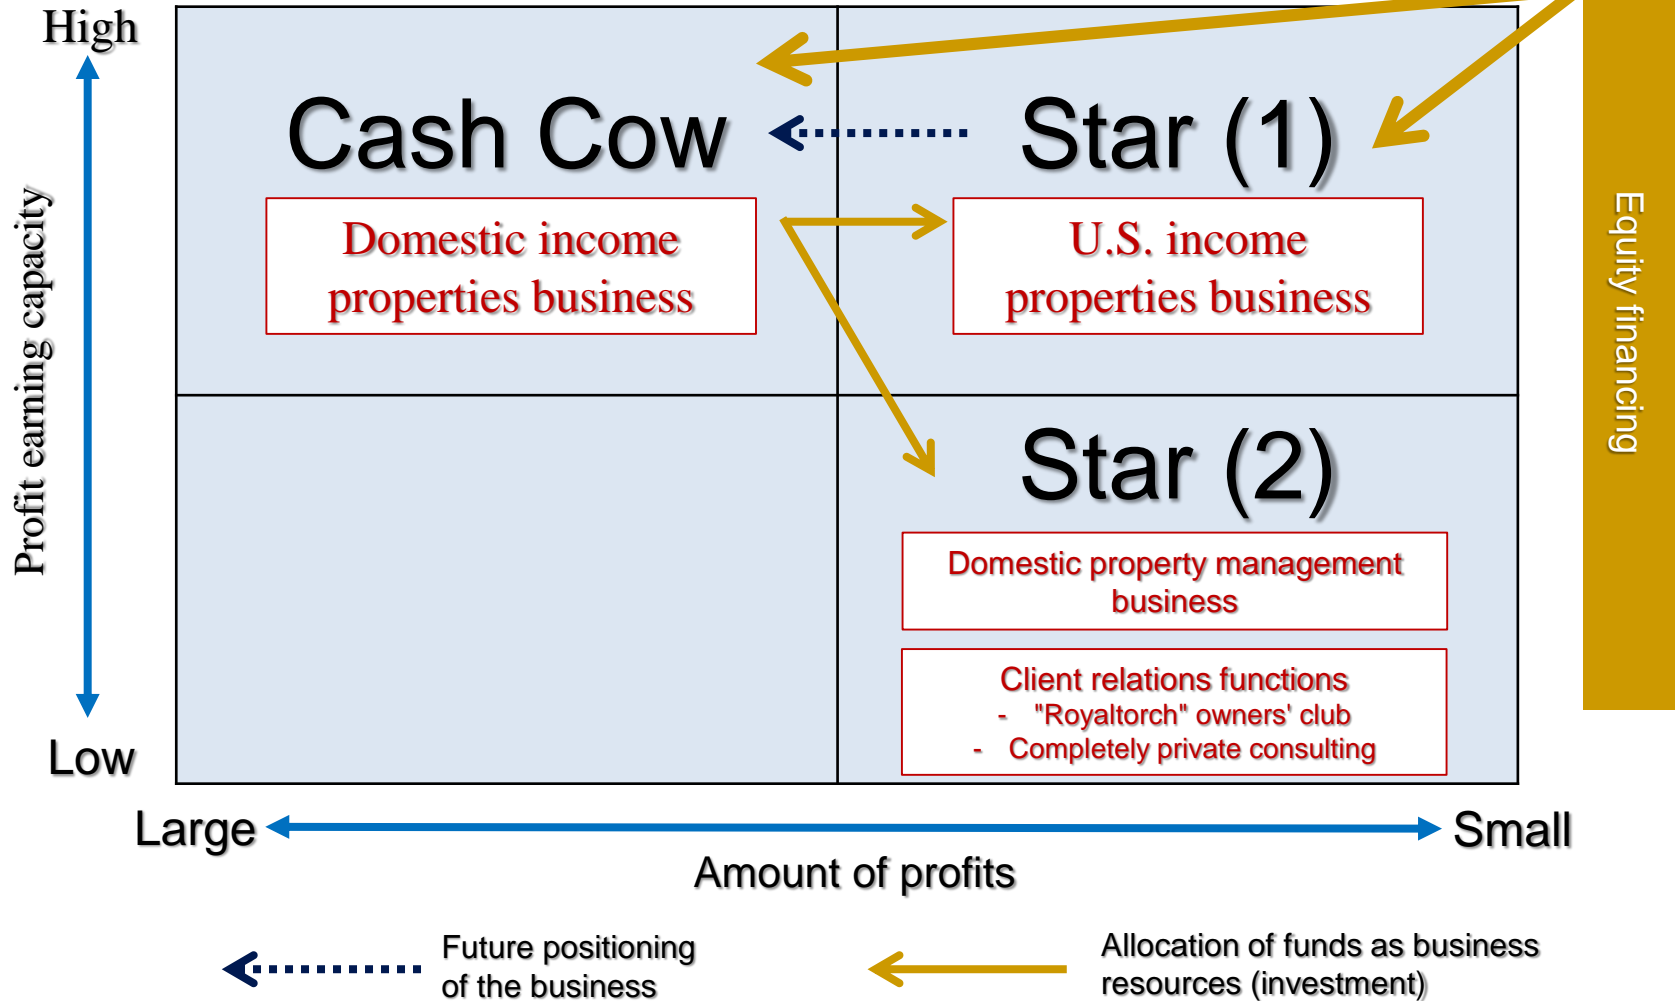 High
Cash Cow
Star (1)
Domestic income
properties business
U.S. income
properties business
Profit earning capacity
Equity financing
Star (2)
Domestic property management
business
Client relations functions
- "Royaltorch" owners' club
- Completely private consulting
Low
Large
Small
Amount of profits
Future positioning
of the business
Allocation of funds as business
resources (investment)